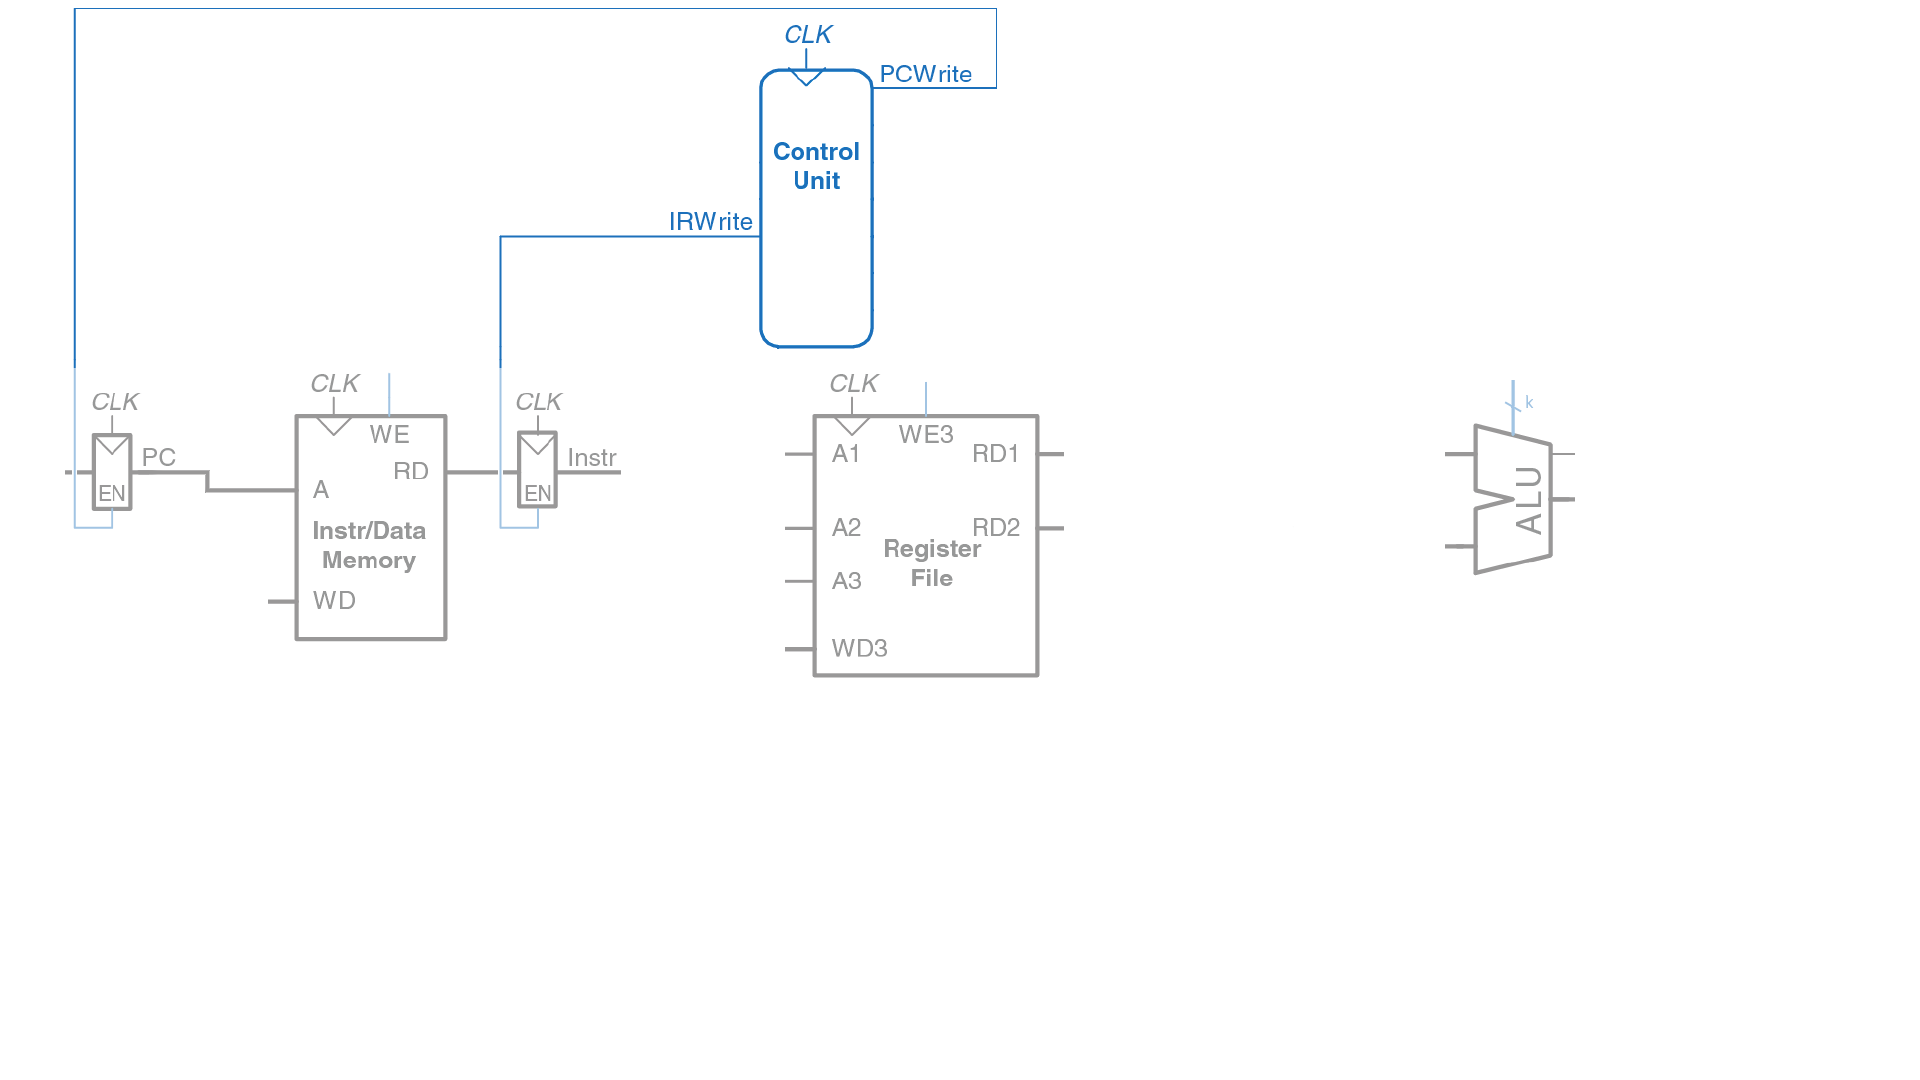 CLK
PCWrite
Control
Unit
IRWrite
CLK
PC
EN
CLK
WE
RD
A
Instr/Data
Memory
WD
CLK
Instr
EN
CLK
WE3
A1
RD1
A2
RD2
Register
File
A3
WD3
k
ALU